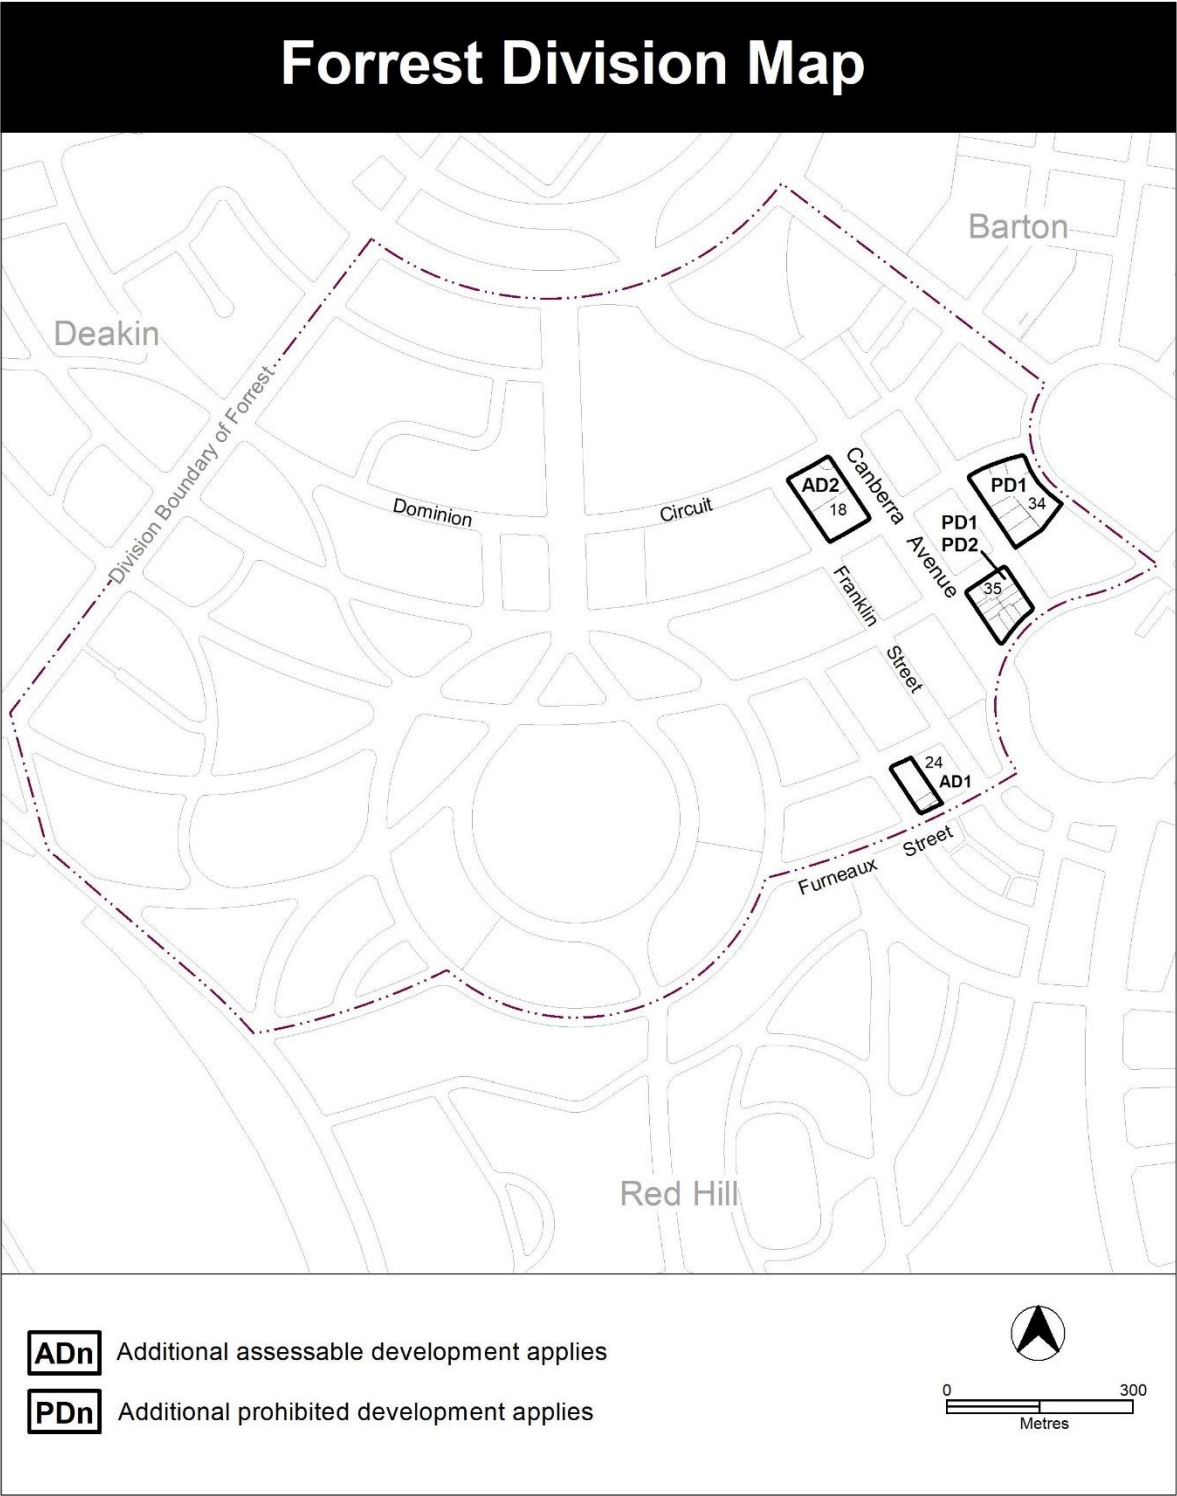 Forrest Division Map
Barton
Deakin
Division Boundary of Forrest
Canberra
Avenue
AD2
18
PD1
34
Dominion
Circuit
PD1
PD2
35
Franklin
Street
24
AD1
Furneaux
Street
Red Hill
ADn Additional assessable development applies
PDn Additional prohibited development applies
0 300
Metres